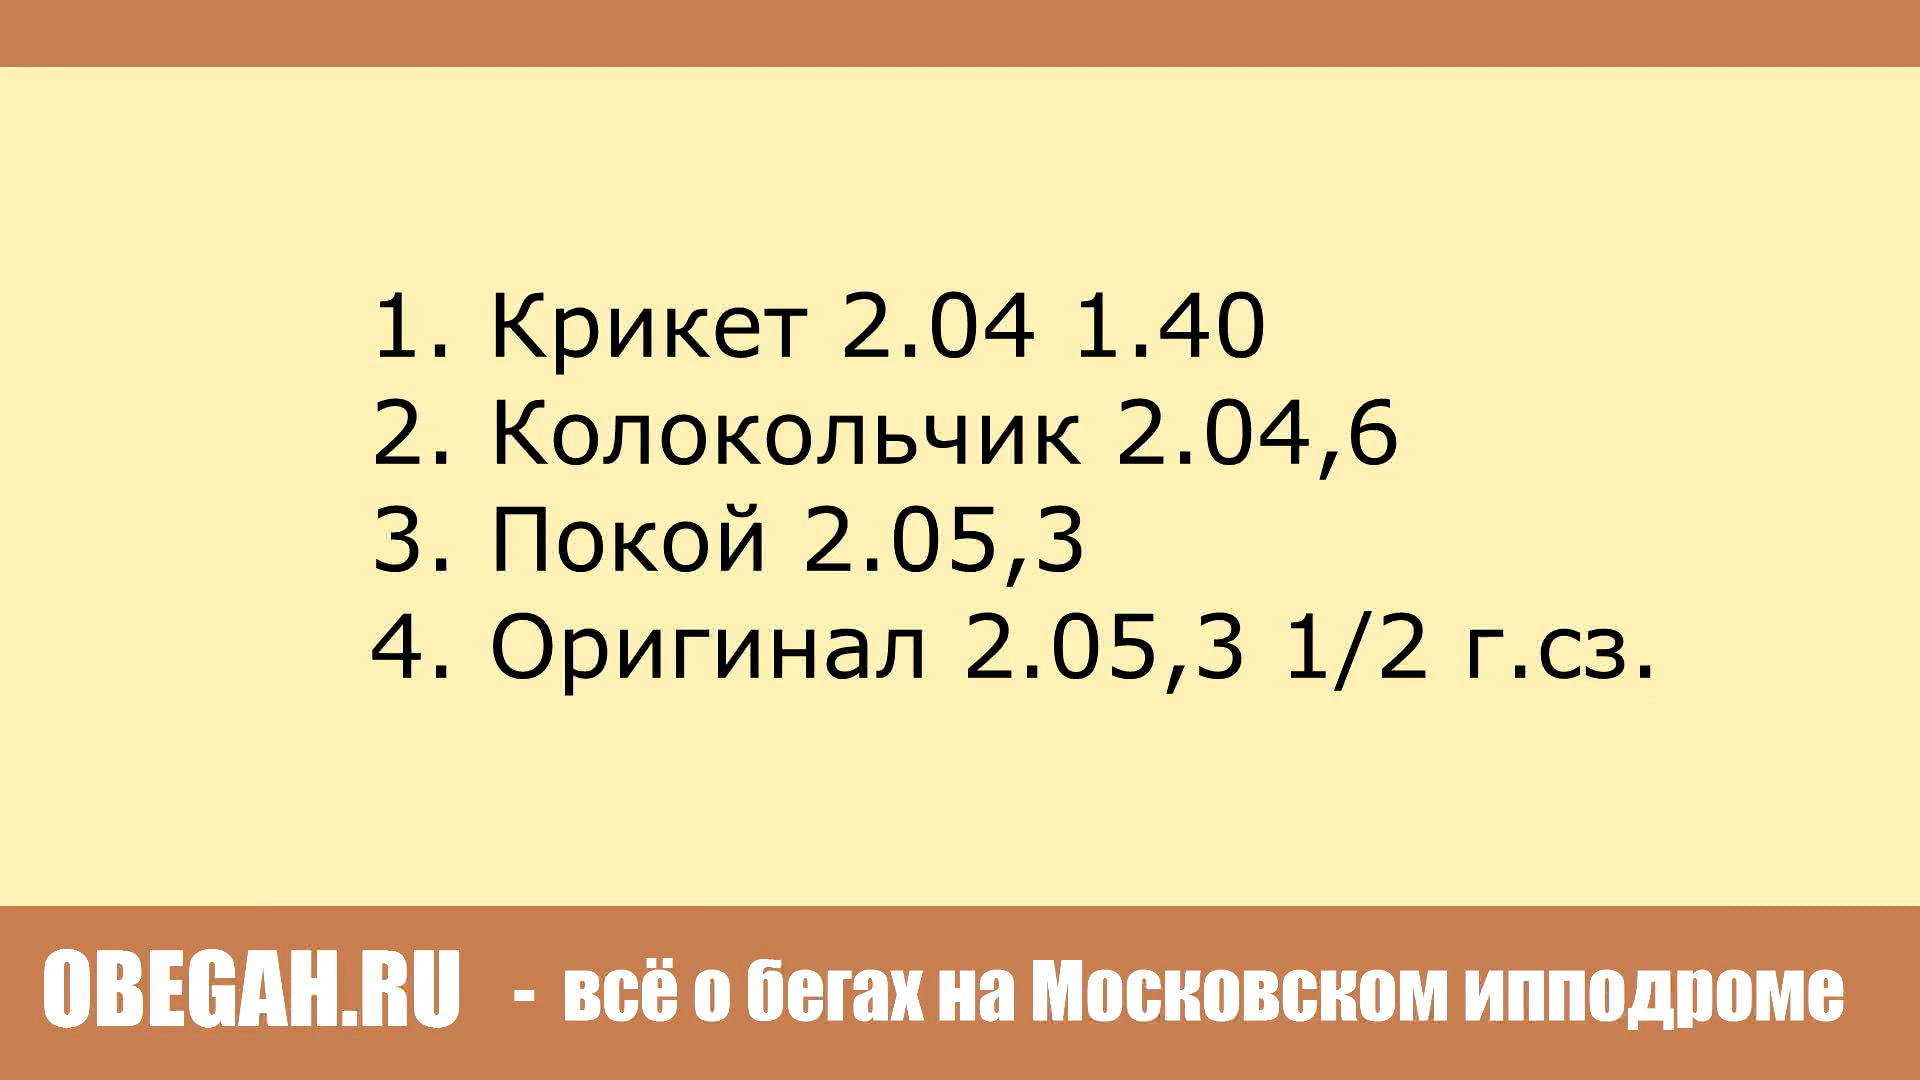 1. Крикет 2.04 1.40
2. Колокольчик 2.04,6
3. Покой 2.05,3
4. Оригинал 2.05,3 1/2 г.сз.
OBEGAH.RU - всё о бегах на Московском ипподроме